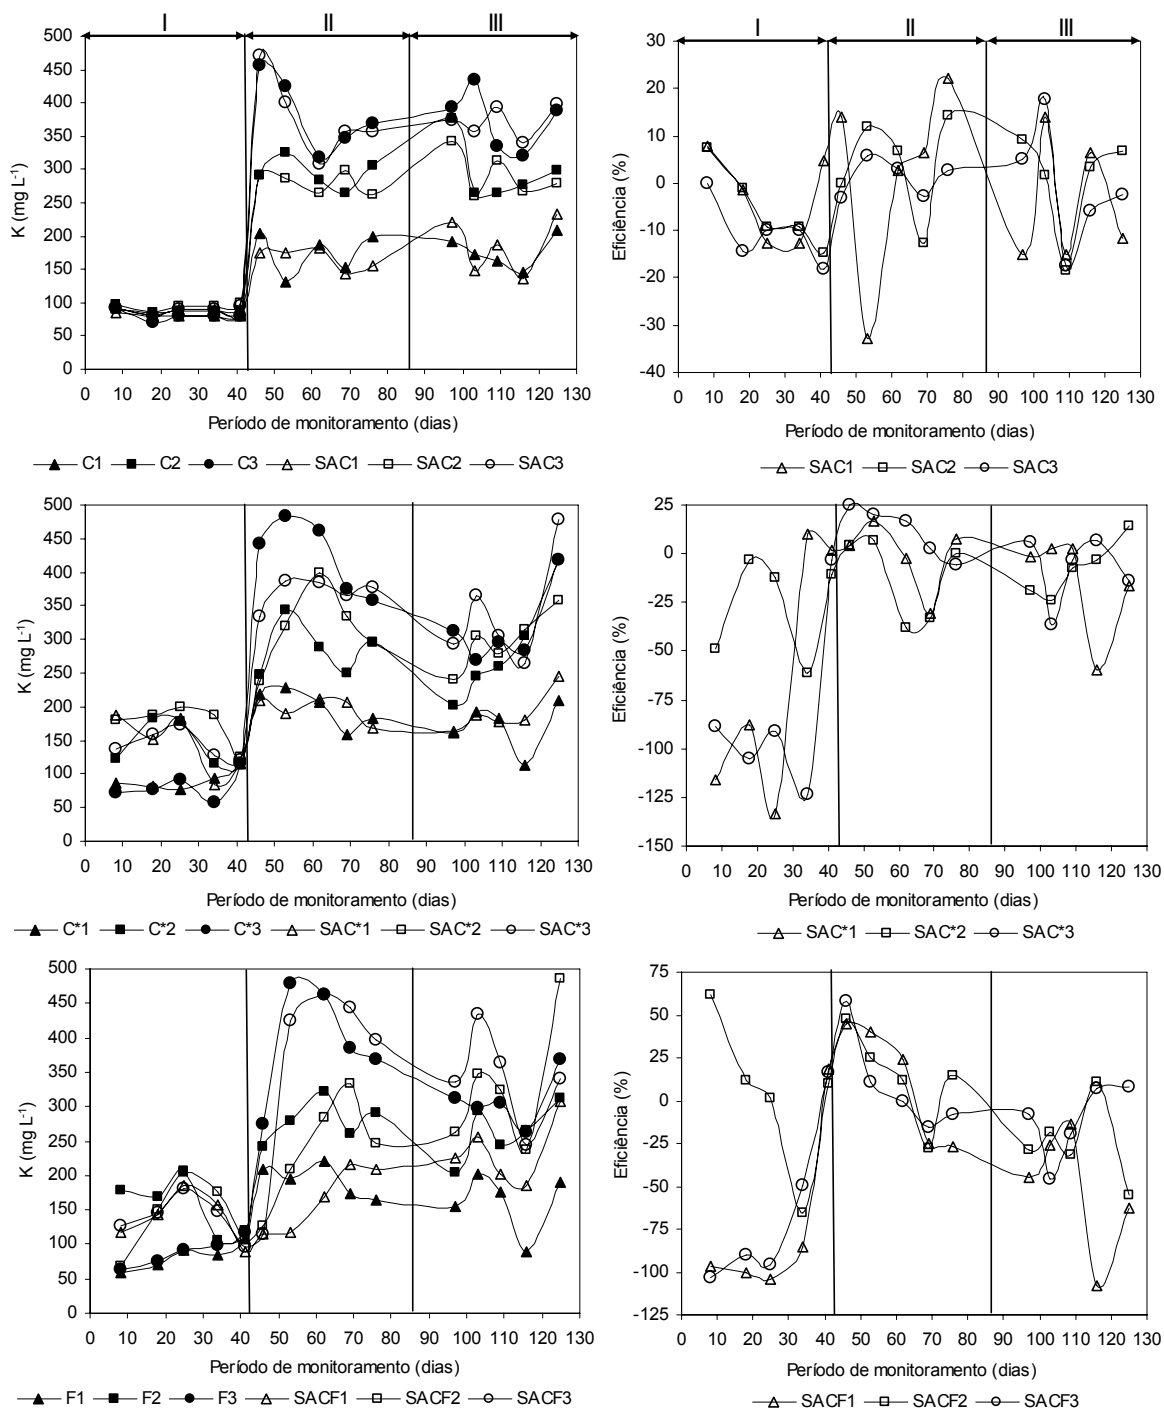 I II III
500
450
400
350
300
250
200
150
100
50
0
K (mg L-1)
0 10 20 30 40 50 60 70 80 90 100 110 120 130
Período de monitoramento (dias)
C1 C2 C3 SAC1 SAC2 SAC3
I II III
30
20
10
0
-10
-20
-30
-40
Eficiência (%)
0 10 20 30 40 50 60 70 80 90 100 110 120 130
Período de monitoramento (dias)
SAC1 SAC2 SAC3
500
450
400
350
300
250
200
150
100
50
0
K (mg L-1)
0 10 20 30 40 50 60 70 80 90 100 110 120 130
Período de monitoramento (dias)
C*1 C*2 C*3 SAC*1 SAC*2 SAC*3
25
0
-25
-50
-75
-100
-125
-150
Eficiência (%)
0 10 20 30 40 50 60 70 80 90 100 110 120 130
Período de monitoramento (dias)
SAC*1 SAC*2 SAC*3
500
450
400
350
300
250
200
150
100
50
0
K (mg L-1)
0 10 20 30 40 50 60 70 80 90 100 110 120 130
Período de monitoramento (dias)
F1 F2 F3 SACF1 SACF2 SACF3
75
50
25
0
-25
-50
-75
-100
-125
Eficiência (%)
0 10 20 30 40 50 60 70 80 90 100 110 120 130
Período de monitoramento (dias)
SACF1 SACF2 SACF3